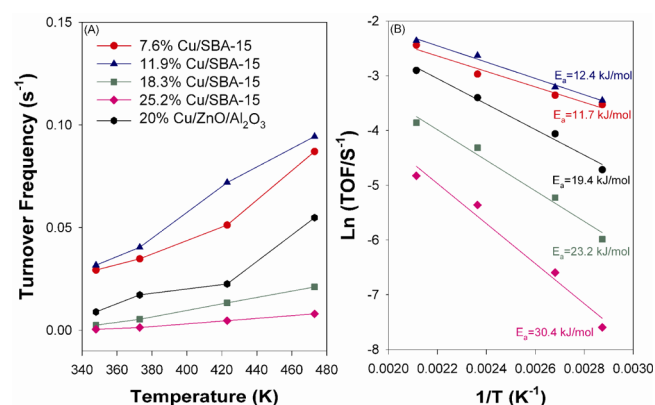 (A)
7.6% Cu/SBA-15
11.9% Cu/SBA-15
18.3% Cu/SBA-15
25.2% Cu/SBA-15
20% Cu/ZnO/Al₂O₃
Turnover Frequency (s⁻¹)
0.15
0.10
0.05
0.00
340 360 380 400 420 440 460 480
Temperature (K)
(B)
Eₐ=12.4 kJ/mol
Eₐ=11.7 kJ/mol
Eₐ=19.4 kJ/mol
Eₐ=23.2 kJ/mol
Eₐ=30.4 kJ/mol
Ln (TOF/S⁻¹)
-2
-3
-4
-5
-6
-7
-8
0.0020 0.0022 0.0024 0.0026 0.0028 0.0030
1/T (K⁻¹)